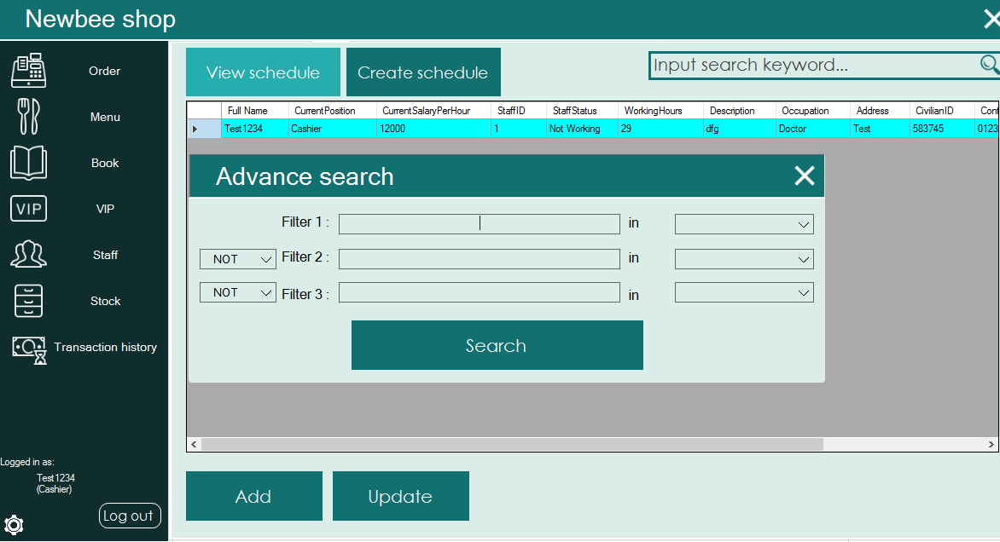 Newbee shop
Order
Menu
Book
VIP
VIP
Staff
Stock
Transaction history
Logged in as:
Test1234
(Cashier)
Log out
View schedule
Create schedule
Input search keyword...
Full Name CurrentPosition CurrentSalaryPerHour StaffID StaffStatus WorkingHours Description Occupation Address CivilianID Cont
Test1234 Cashier 12000 1 Not Working 29 dfg Doctor Test 583745 0123
Advance search
Filter 1 : in
NOT Filter 2 : in
NOT Filter 3 : in
Search
Add
Update